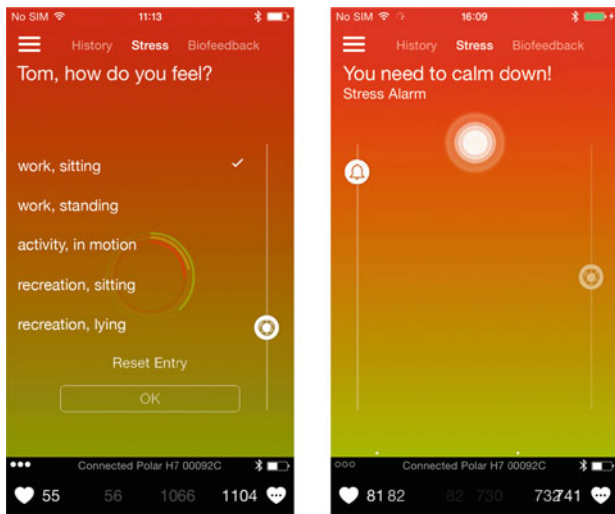 No SIM 11:13
History Stress Biofeedback
Tom, how do you feel?
work, sitting
work, standing
activity, in motion
recreation, sitting
recreation, lying
Reset Entry
OK
Connected Polar H7 00092C
55 56 1066 1104
No SIM 16:09
History Stress Biofeedback
You need to calm down!
Stress Alarm
Connected Polar H7 00092C
81 82 82 730 741